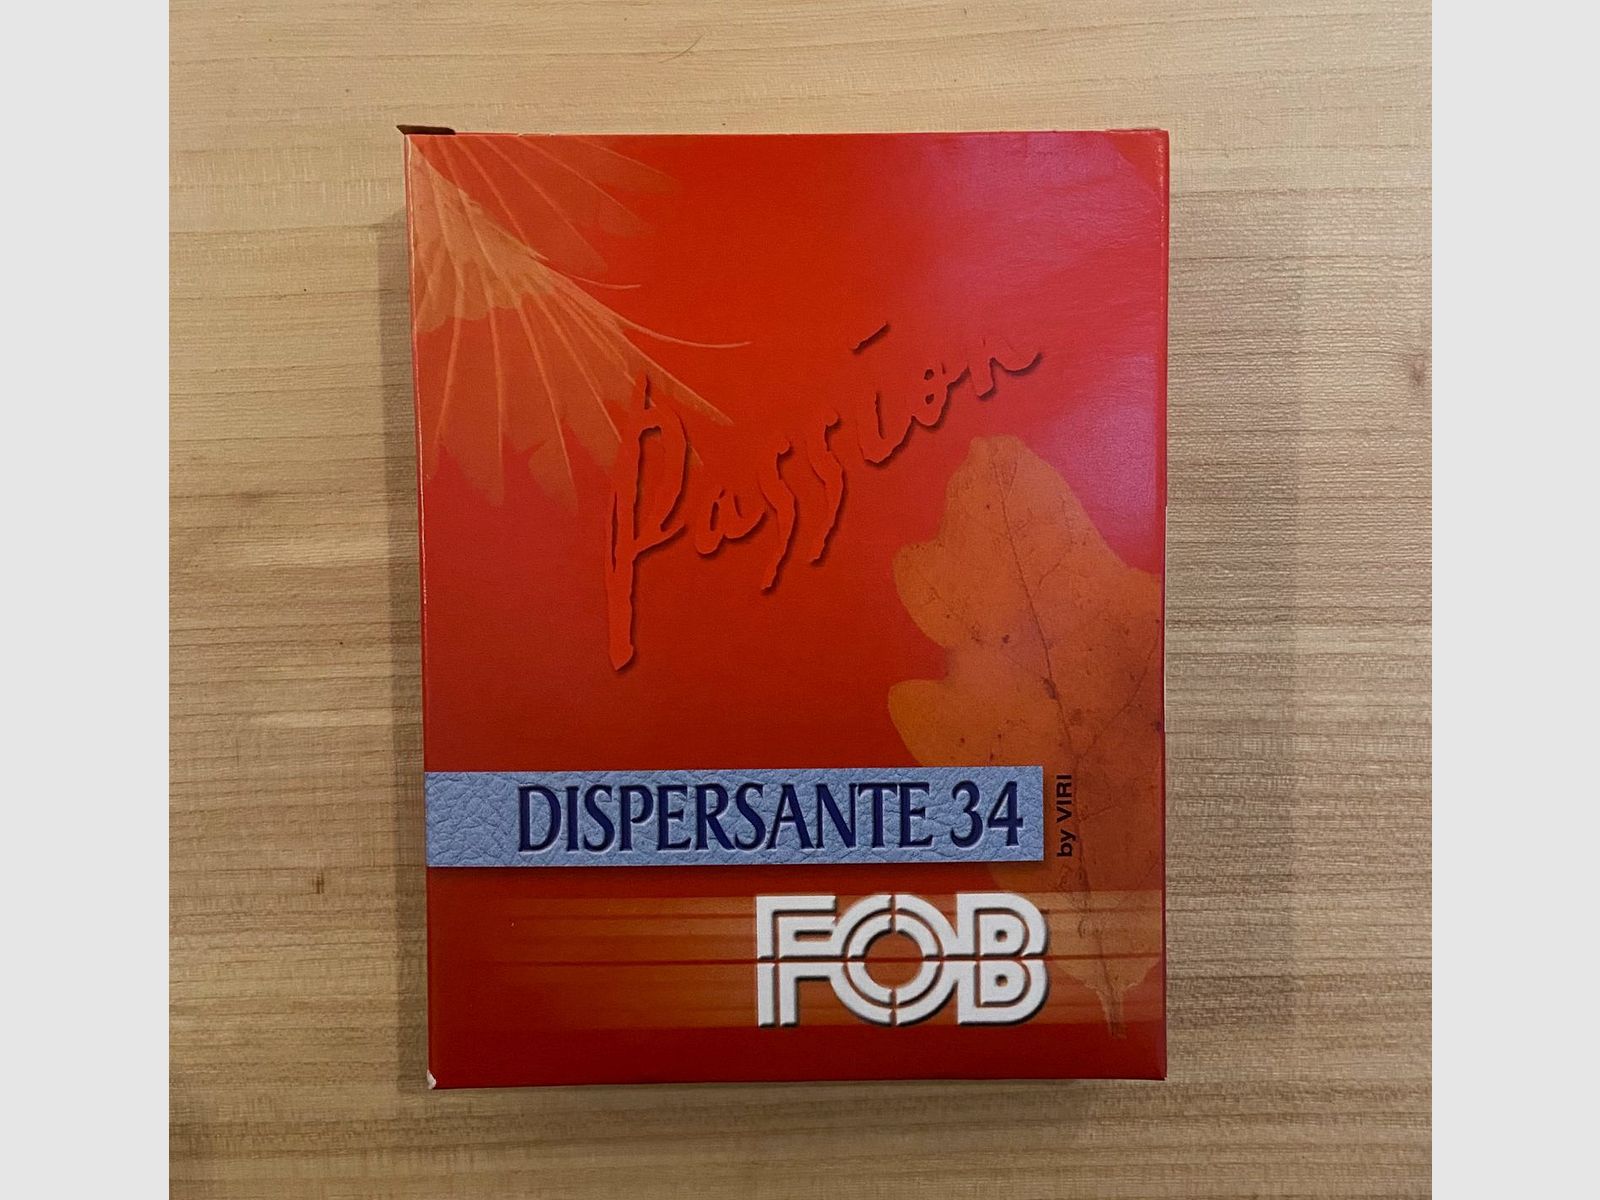 Passion
DISPERSANTE 34
by VIRI
FOB